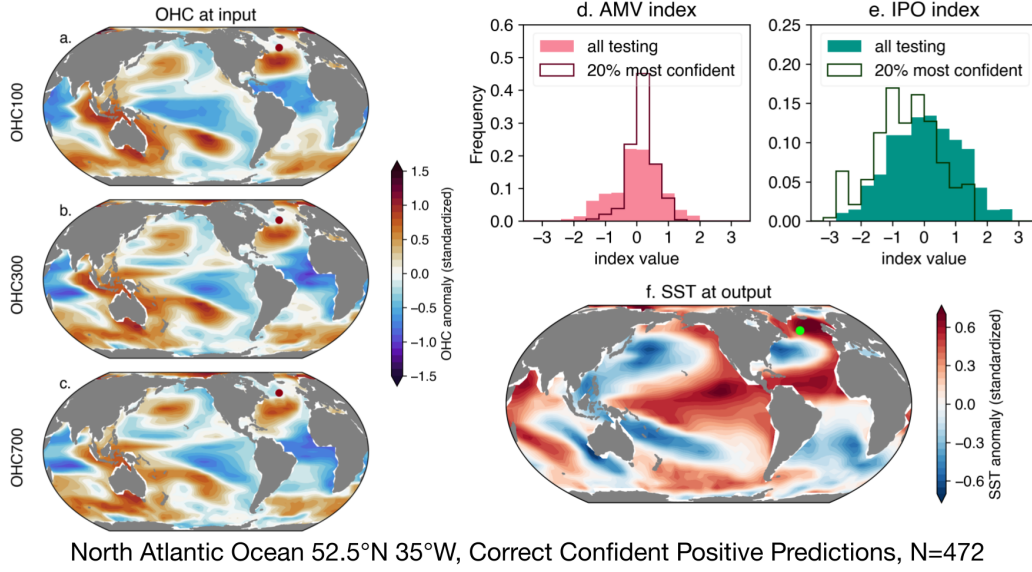 OHC at input
a.
OHC100
b.
OHC300
c.
OHC700
1.5
1.0
0.5
0.0
−0.5
−1.0
−1.5
OHC anomaly (standardized)
d. AMV index
all testing
20% most confident
Frequency
0.6
0.5
0.4
0.3
0.2
0.1
0.0
−3 −2 −1 0 1 2 3
index value
e. IPO index
all testing
20% most confident
0.25
0.20
0.15
0.10
0.05
0.00
−3 −2 −1 0 1 2 3
index value
f. SST at output
0.6
0.3
0.0
−0.3
−0.6
SST anomaly (standardized)
North Atlantic Ocean 52.5°N 35°W, Correct Confident Positive Predictions, N=472